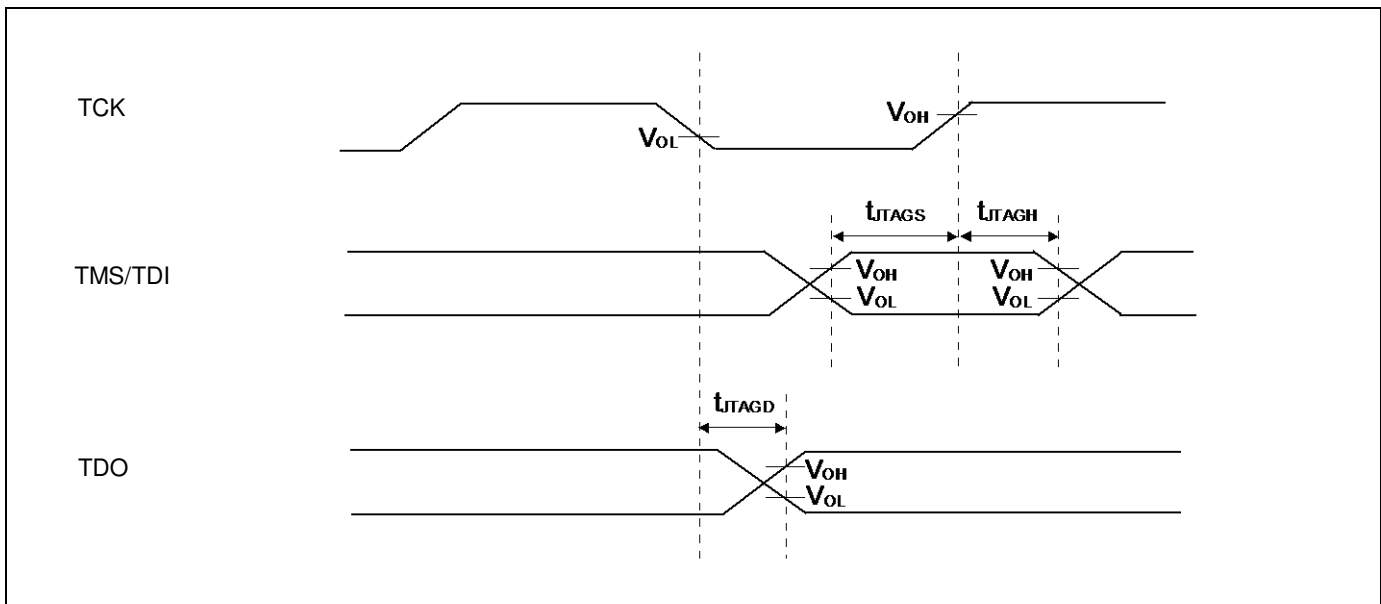 TCK
VOL
VOH
tJTAGS
tJTAGH
TMS/TDI
VOH
VOL
VOH
VOL
tJTAGD
TDO
VOH
VOL